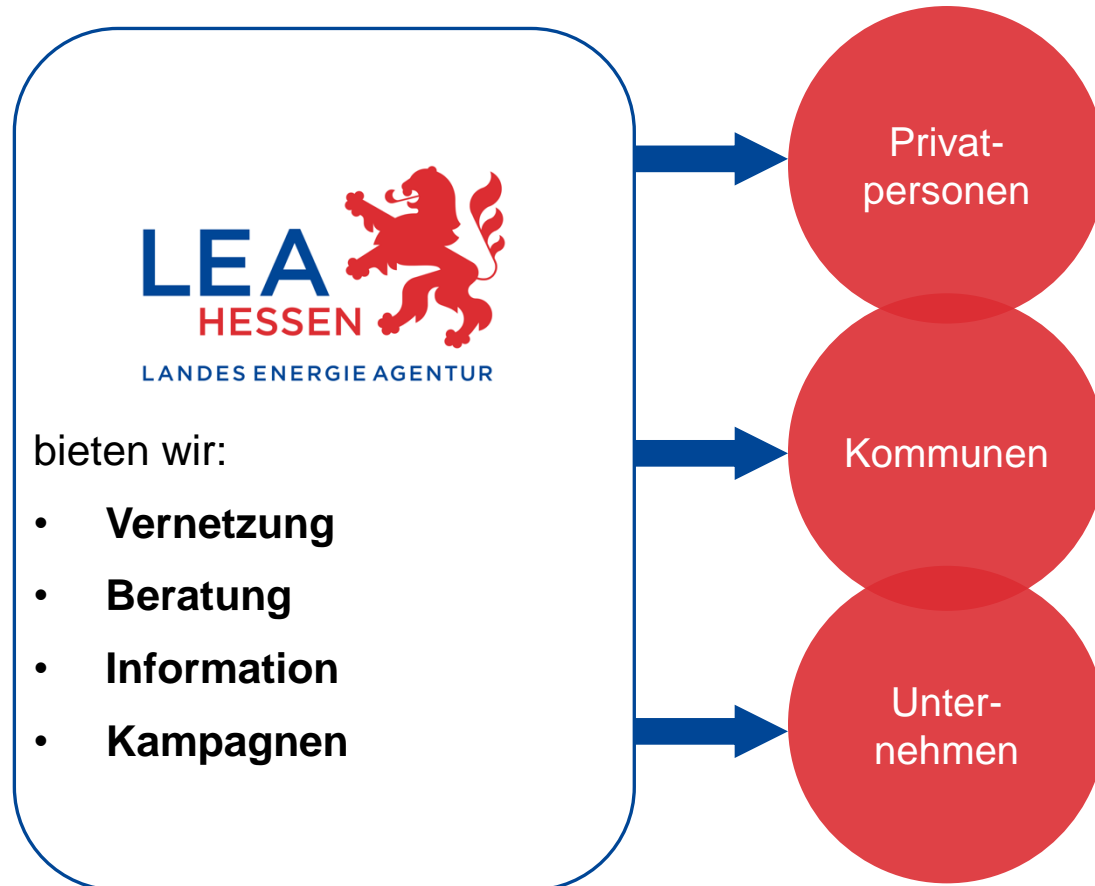 LEA
HESSEN
LANDES ENERGIE AGENTUR
bieten wir:
• Vernetzung
• Beratung
• Information
• Kampagnen
Privat-
personen
Kommunen
Unter-
nehmen